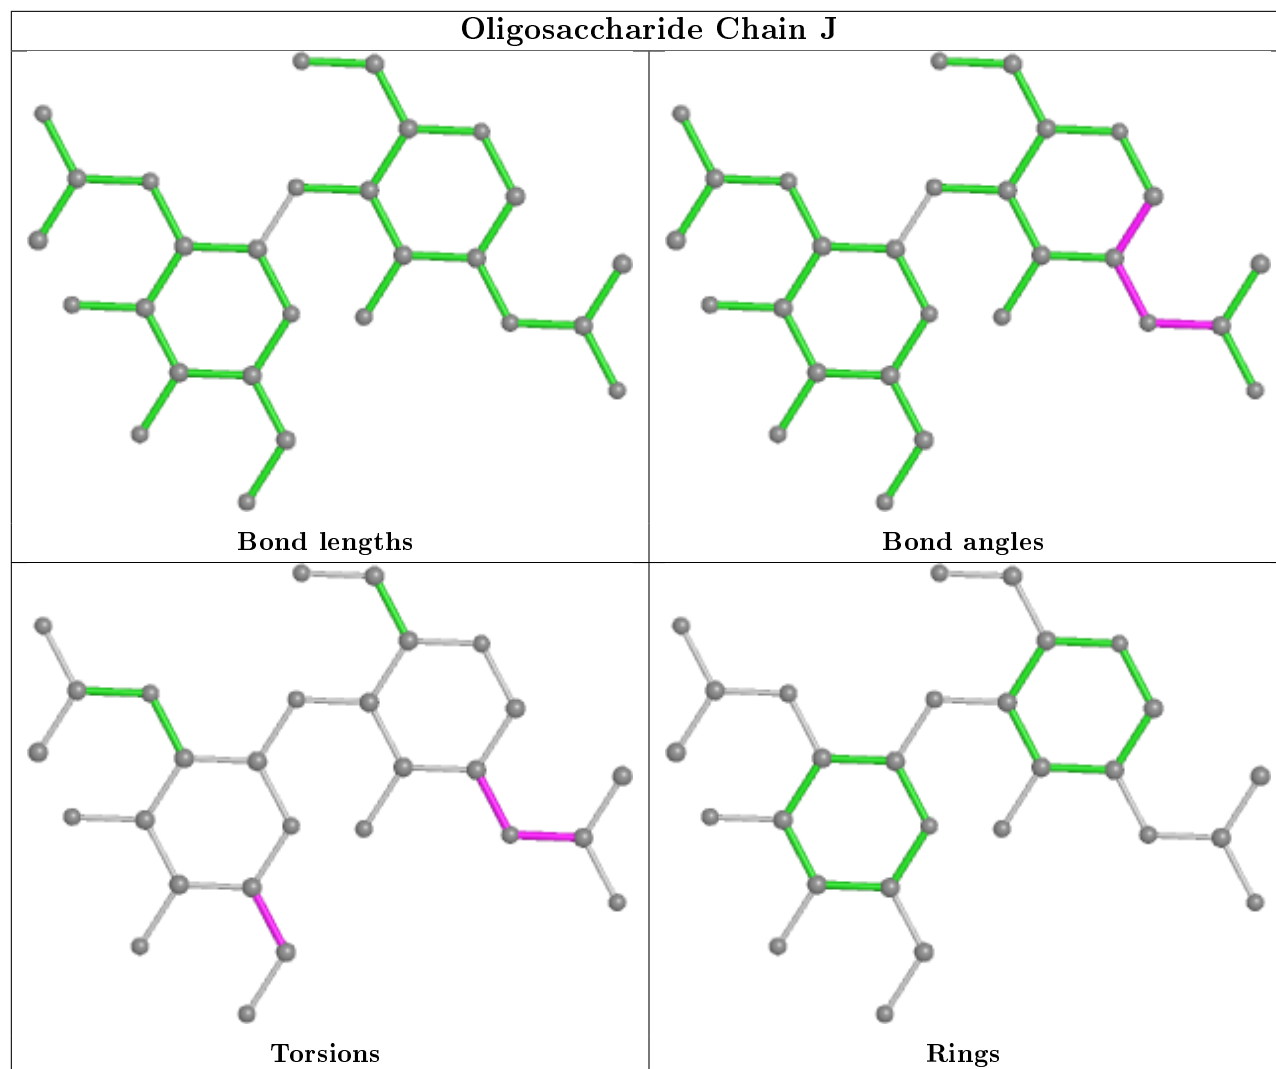 Oligosaccharide Chain J
Bond lengths
Bond angles
Torsions
Rings